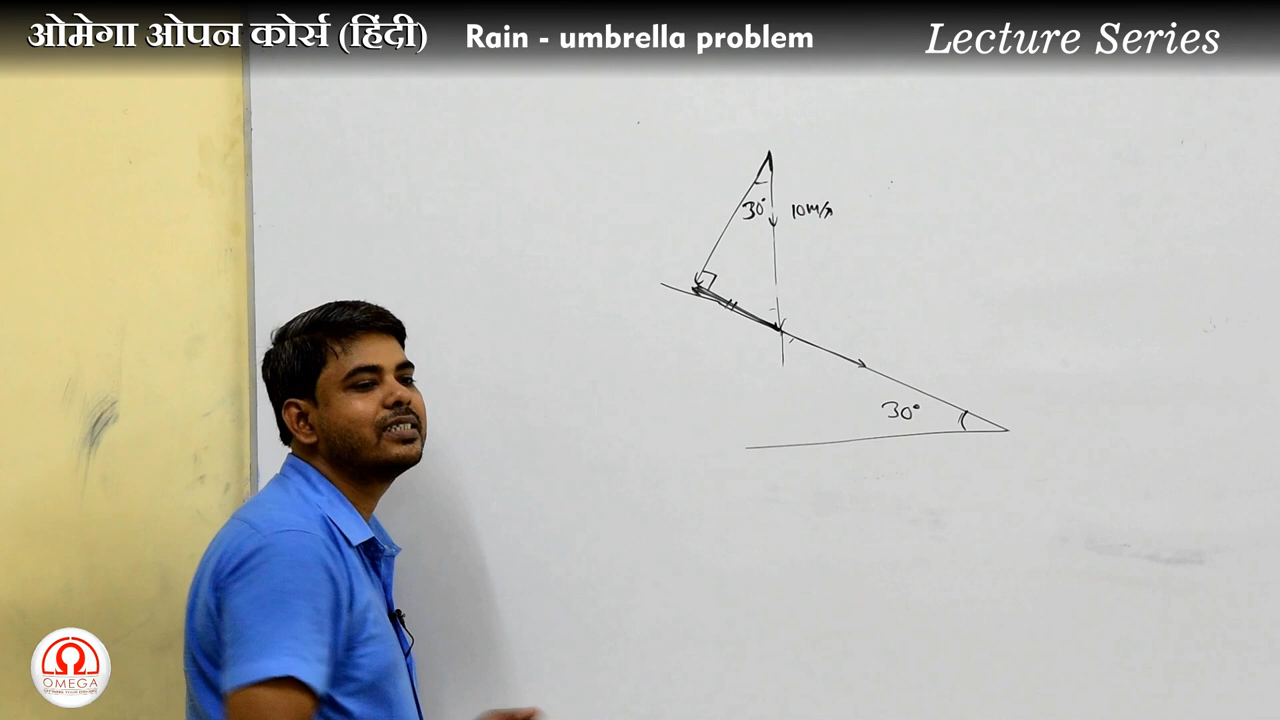 ओमेगा ओपन कोर्स (हिंदी) Rain - umbrella problem Lecture Series
30° 10m/s
30°
OMEGA